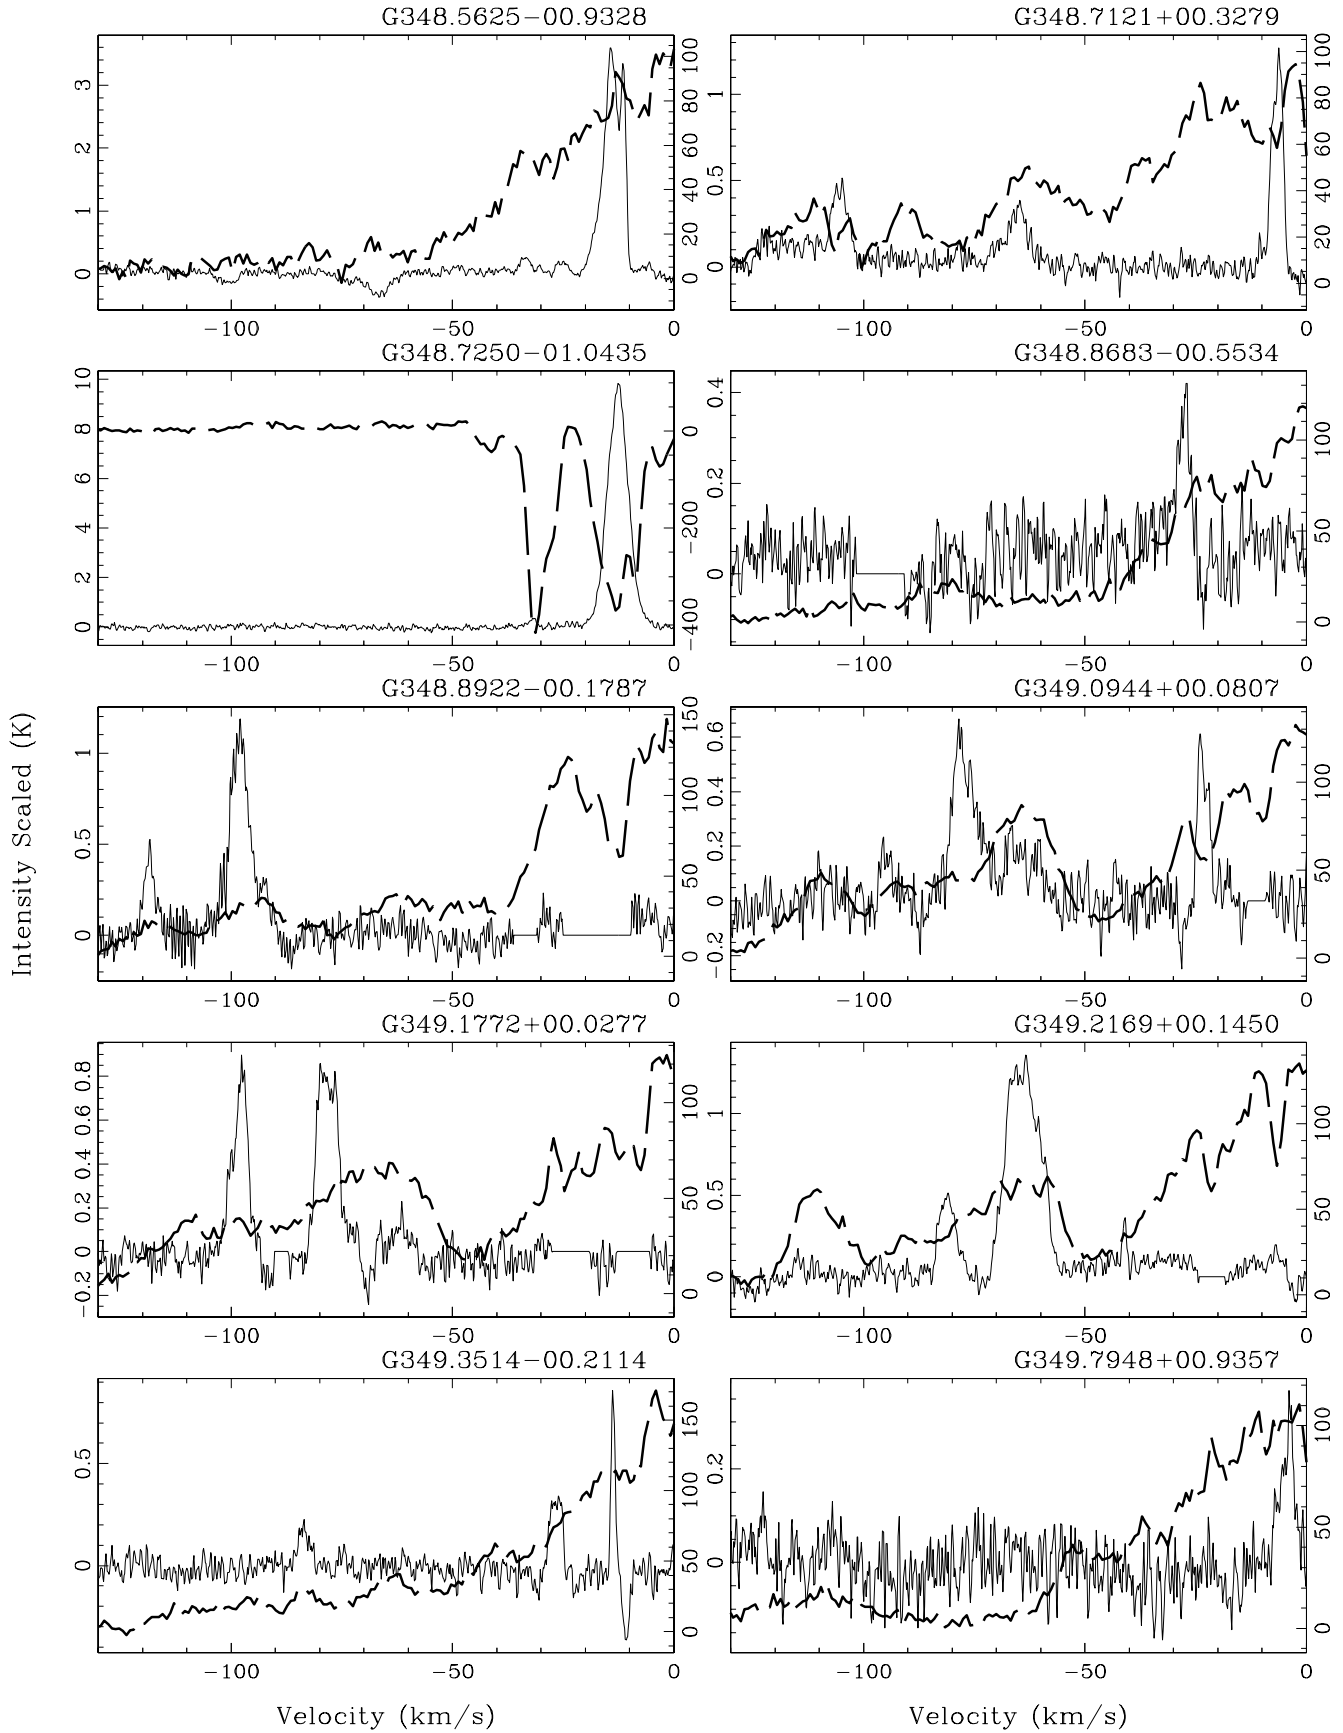 G348.5625−00.9328
G348.7121+00.3279
0 1 2 3
0 20 40 60 80 100
0 0.5 1
0 20 40 60 80 100
−100 −50 0
−100 −50 0
G348.7250−01.0435
G348.8683−00.5534
0 2 4 6 8 10
−400 −200 0
0 0.2 0.4
0 50 100
−100 −50 0
−100 −50 0
G348.8922−00.1787
G349.0944+00.0807
0 0.5 1
0 50 100 150
−0.2 0 0.2 0.4 0.6
0 50 100
−100 −50 0
−100 −50 0
Intensity Scaled (K)
G349.1772+00.0277
G349.2169+00.1450
−0.2 0 0.2 0.4 0.6 0.8
0 50 100
0 0.5 1
0 50 100
−100 −50 0
−100 −50 0
G349.3514−00.2114
G349.7948+00.9357
0 0.5
0 50 100 150
0 0.2
0 50 100
−100 −50 0
−100 −50 0
Velocity (km/s)
Velocity (km/s)